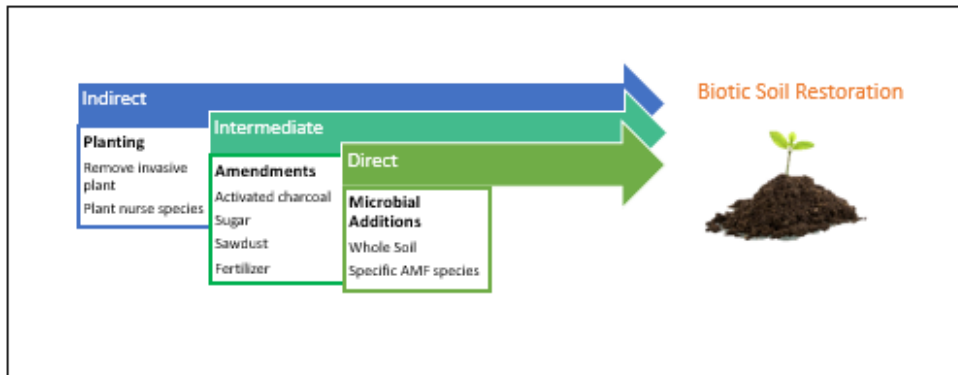 Indirect
Biotic Soil Restoration
Intermediate
Planting
Remove invasive
plant
Plant nurse species
Direct
Amendments
Activated charcoal
Sugar
Sawdust
Fertilizer
Microbial
Additions
Whole Soil
Specific AMF species